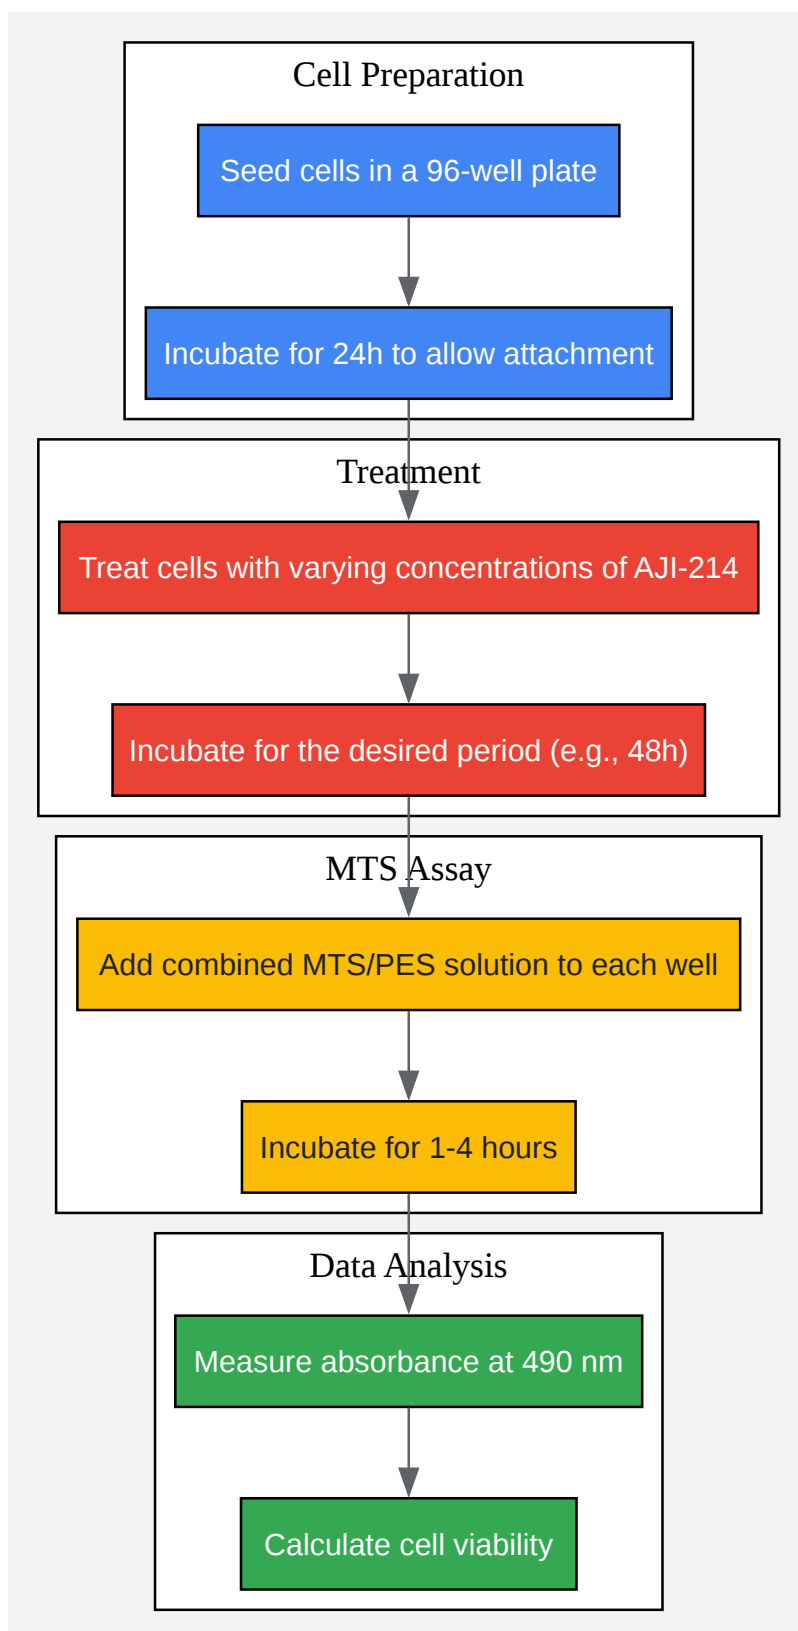 Cell Preparation
Seed cells in a 96-well plate
Incubate for 24h to allow attachment
Treatment
Treat cells with varying concentrations of AJI-214
Incubate for the desired period (e.g., 48h)
MTS Assay
Add combined MTS/PES solution to each well
Incubate for 1-4 hours
Data Analysis
Measure absorbance at 490 nm
Calculate cell viability